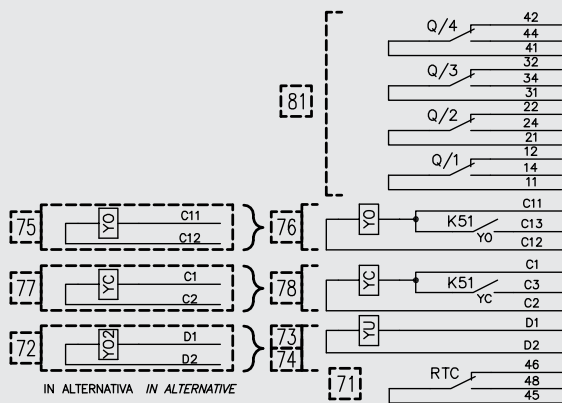 Q/4 42
44
41
81 Q/3 32
34
31
Q/2 22
24
21
Q/1 12
14
11
75 YO C11
C12
76 YO C11
K51 YO C13
C12
77 YC C1
C2
78 YC C1
K51 YC C3
C2
72 YO2 D1
D2
73 74 YU D1
D2
IN ALTERNATIVA IN ALTERNATIVE
71 RTC 46
48
45